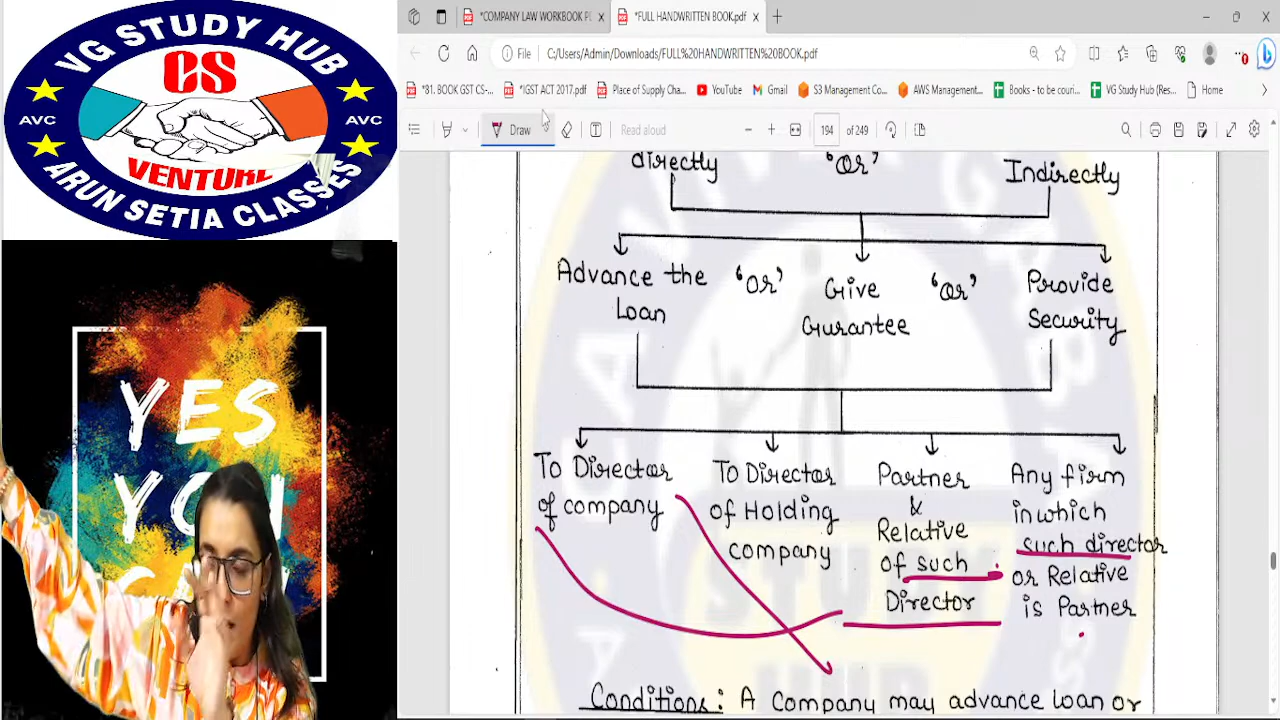 VG STUDY HUB
CS
AVC
AVC
VENTURE
ARUN SETIA CLASSES
YES
YOU
*COMPANY LAW WORKBOOK
*FULL HANDWRITTEN BOOK.pdf
File
C:/Users/Admin/Downloads/FULL%20HANDWRITTEN%20BOOK.pdf
*81. BOOK GST CS-...
*IGST ACT 2017.pdf
Place of Supply Cha...
YouTube
Gmail
S3 Management Co...
AWS Management...
Books - to be couri...
VG Study Hub (Res...
Home
Draw
Read aloud
194
of 249
directly
'Or'
Indirectly
Advance the
Loan
'Or'
Give
Gurantee
'Or'
Provide
Security
To Director
of company
To Director
of Holding
company
Partner
&
Relative
of such
Director
Any firm
in which
such director
or Relative
is Partner
Conditions: A Company may advance loan or